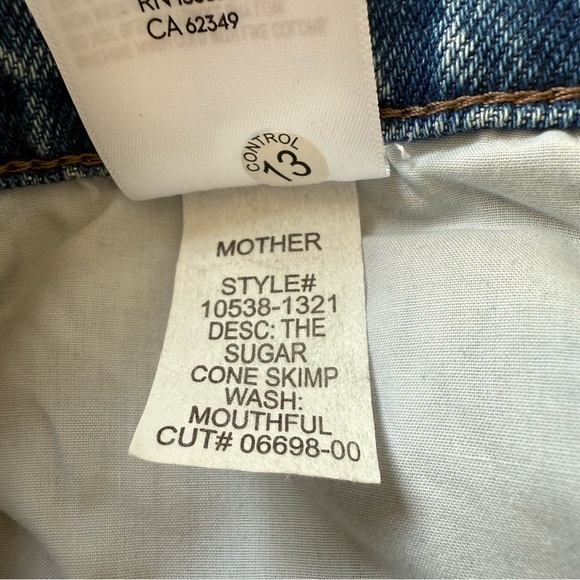 CA 62349
CONTROL
13
MOTHER
STYLE#
10538-1321
DESC: THE
SUGAR
CONE SKIMP
WASH:
MOUTHFUL
CUT# 06698-00